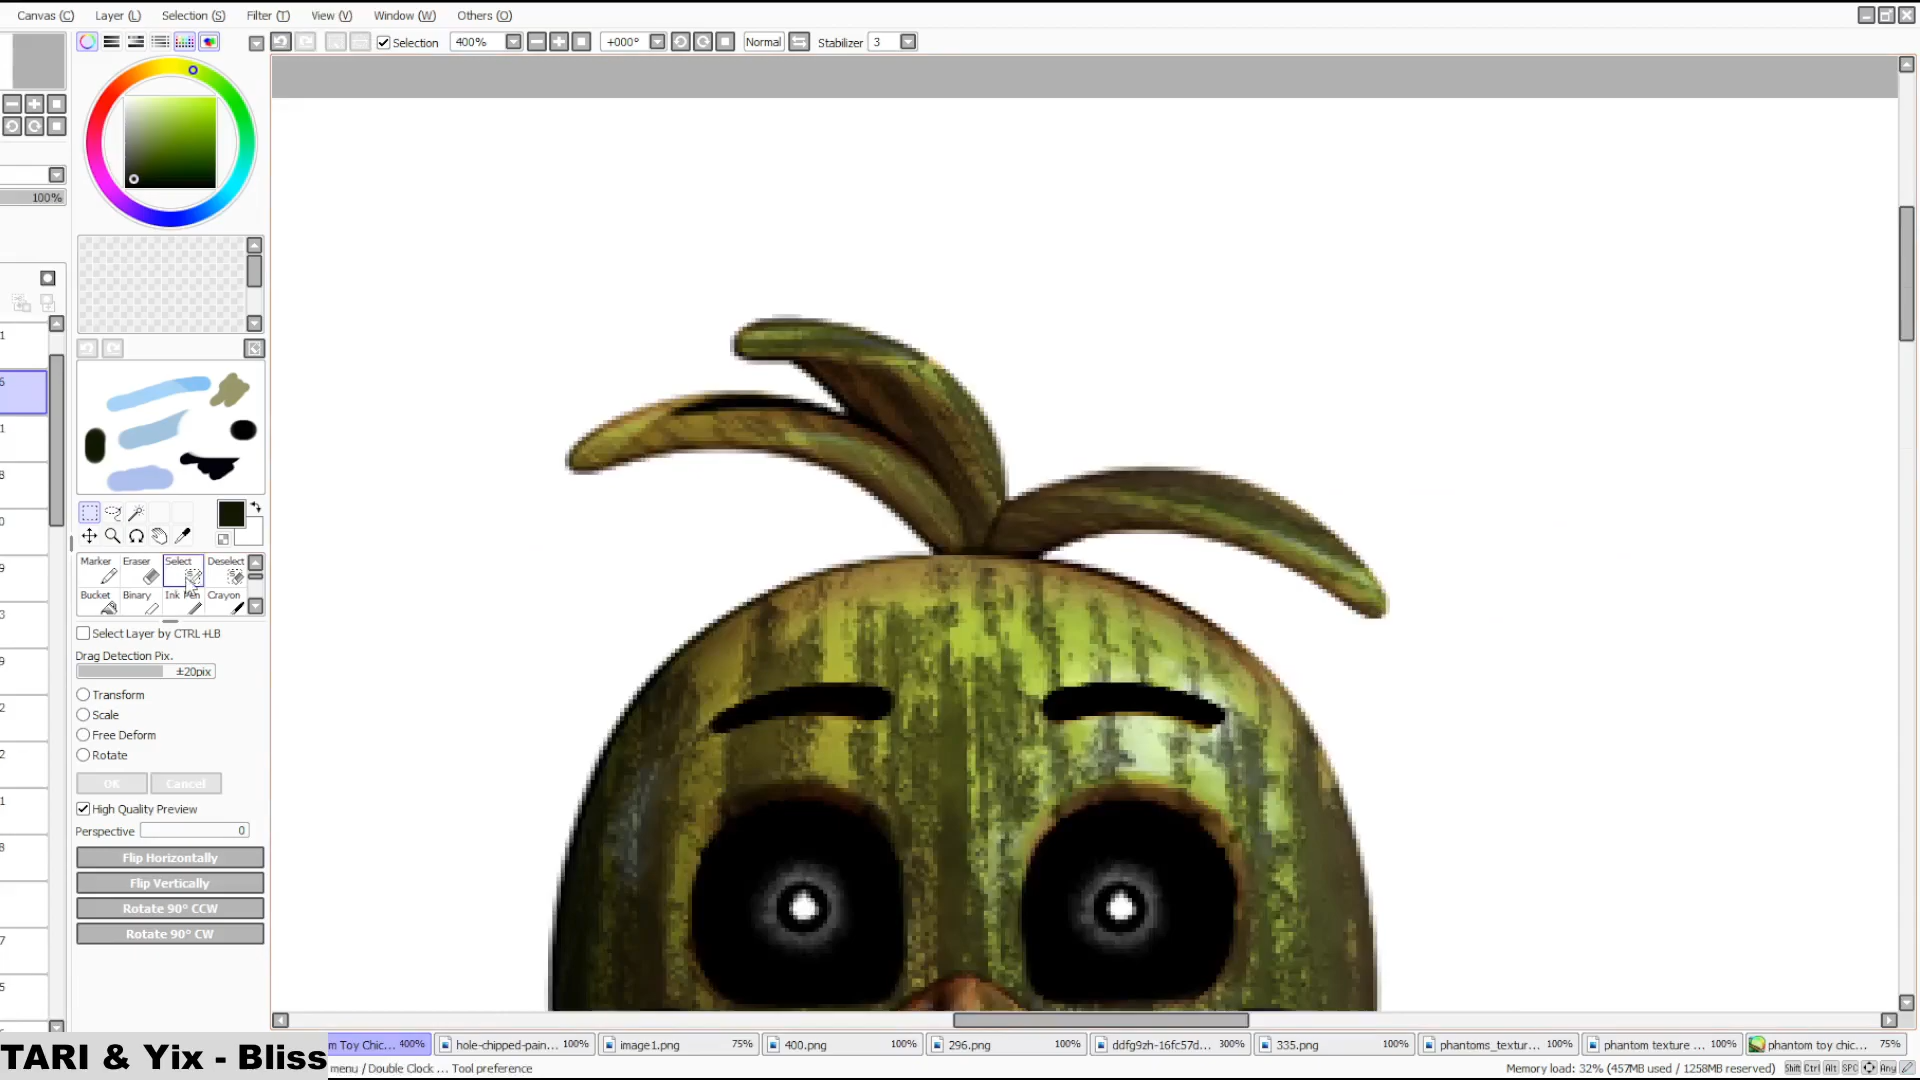 Canvas (C) Layer (L) Selection (S) Filter (T) View (V) Window (W) Others (O)
Selection 400% +000° Normal Stabilizer 3
100%
Marker Eraser Select Deselect
Bucket Binary Ink Pen Crayon
Select Layer by CTRL+LB
Drag Detection Pix.
±20pix
Transform
Scale
Free Deform
Rotate
OK Cancel
High Quality Preview
Perspective 0
Flip Horizontally
Flip Vertically
Rotate 90° CCW
Rotate 90° CW
m Toy Chic... 400% hole-chipped-pain... 100% image1.png 75% 400.png 100% 296.png 100% ddfg9zh-16fc57d... 300% 335.png 100% phantoms_textur... 100% phantom texture ... 100% phantom toy chic... 75%
TARI & Yix - Bliss
menu / Double Clock ... Tool preference
Memory load: 32% (457MB used / 1258MB reserved) Shift Ctrl Alt SPC Any